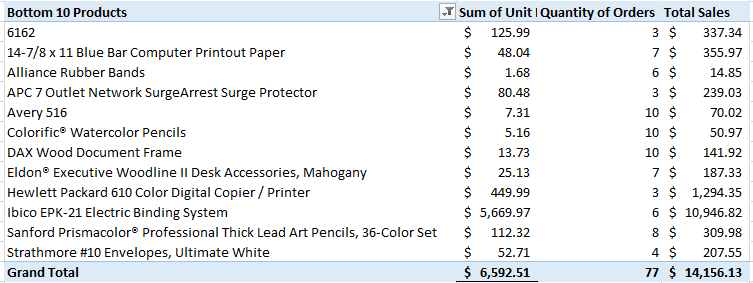 Bottom 10 Products Sum of Unit Quantity of Orders Total Sales
6162 $ 125.99 3 $ 337.34
14-7/8 x 11 Blue Bar Computer Printout Paper $ 48.04 7 $ 355.97
Alliance Rubber Bands $ 1.68 6 $ 14.85
APC 7 Outlet Network SurgeArrest Surge Protector $ 80.48 3 $ 239.03
Avery 516 $ 7.31 10 $ 70.02
Colorific® Watercolor Pencils $ 5.16 10 $ 50.97
DAX Wood Document Frame $ 13.73 10 $ 141.92
Eldon® Executive Woodline II Desk Accessories, Mahogany $ 25.13 7 $ 187.33
Hewlett Packard 610 Color Digital Copier / Printer $ 449.99 3 $ 1,294.35
Ibico EPK-21 Electric Binding System $ 5,669.97 6 $ 10,946.82
Sanford Prismacolor® Professional Thick Lead Art Pencils, 36-Color Set $ 112.32 8 $ 309.98
Strathmore #10 Envelopes, Ultimate White $ 52.71 4 $ 207.55
Grand Total $ 6,592.51 77 $ 14,156.13